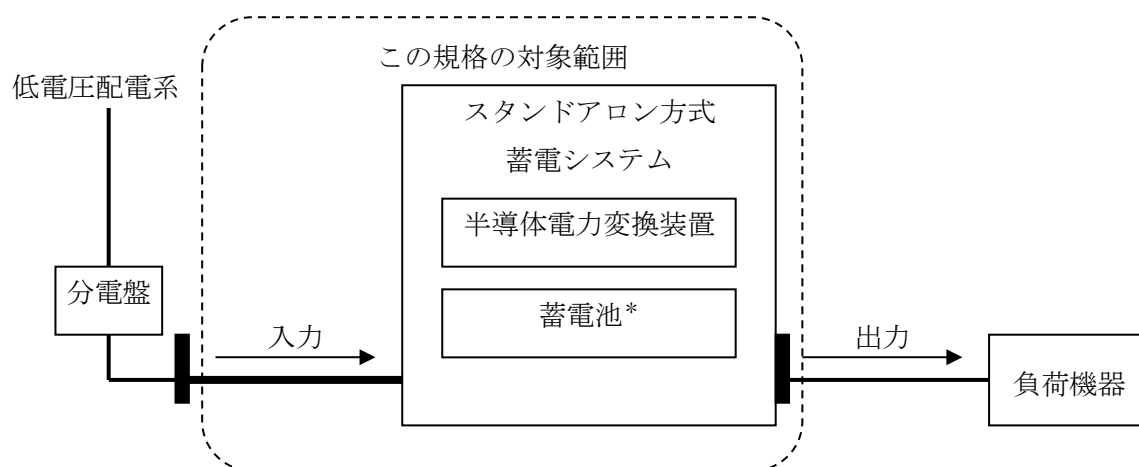 この規格の対象範囲
低電圧配電系
スタンドアロン方式
蓄電システム
半導体電力変換装置
分電盤
蓄電池*
入力
出力
負荷機器